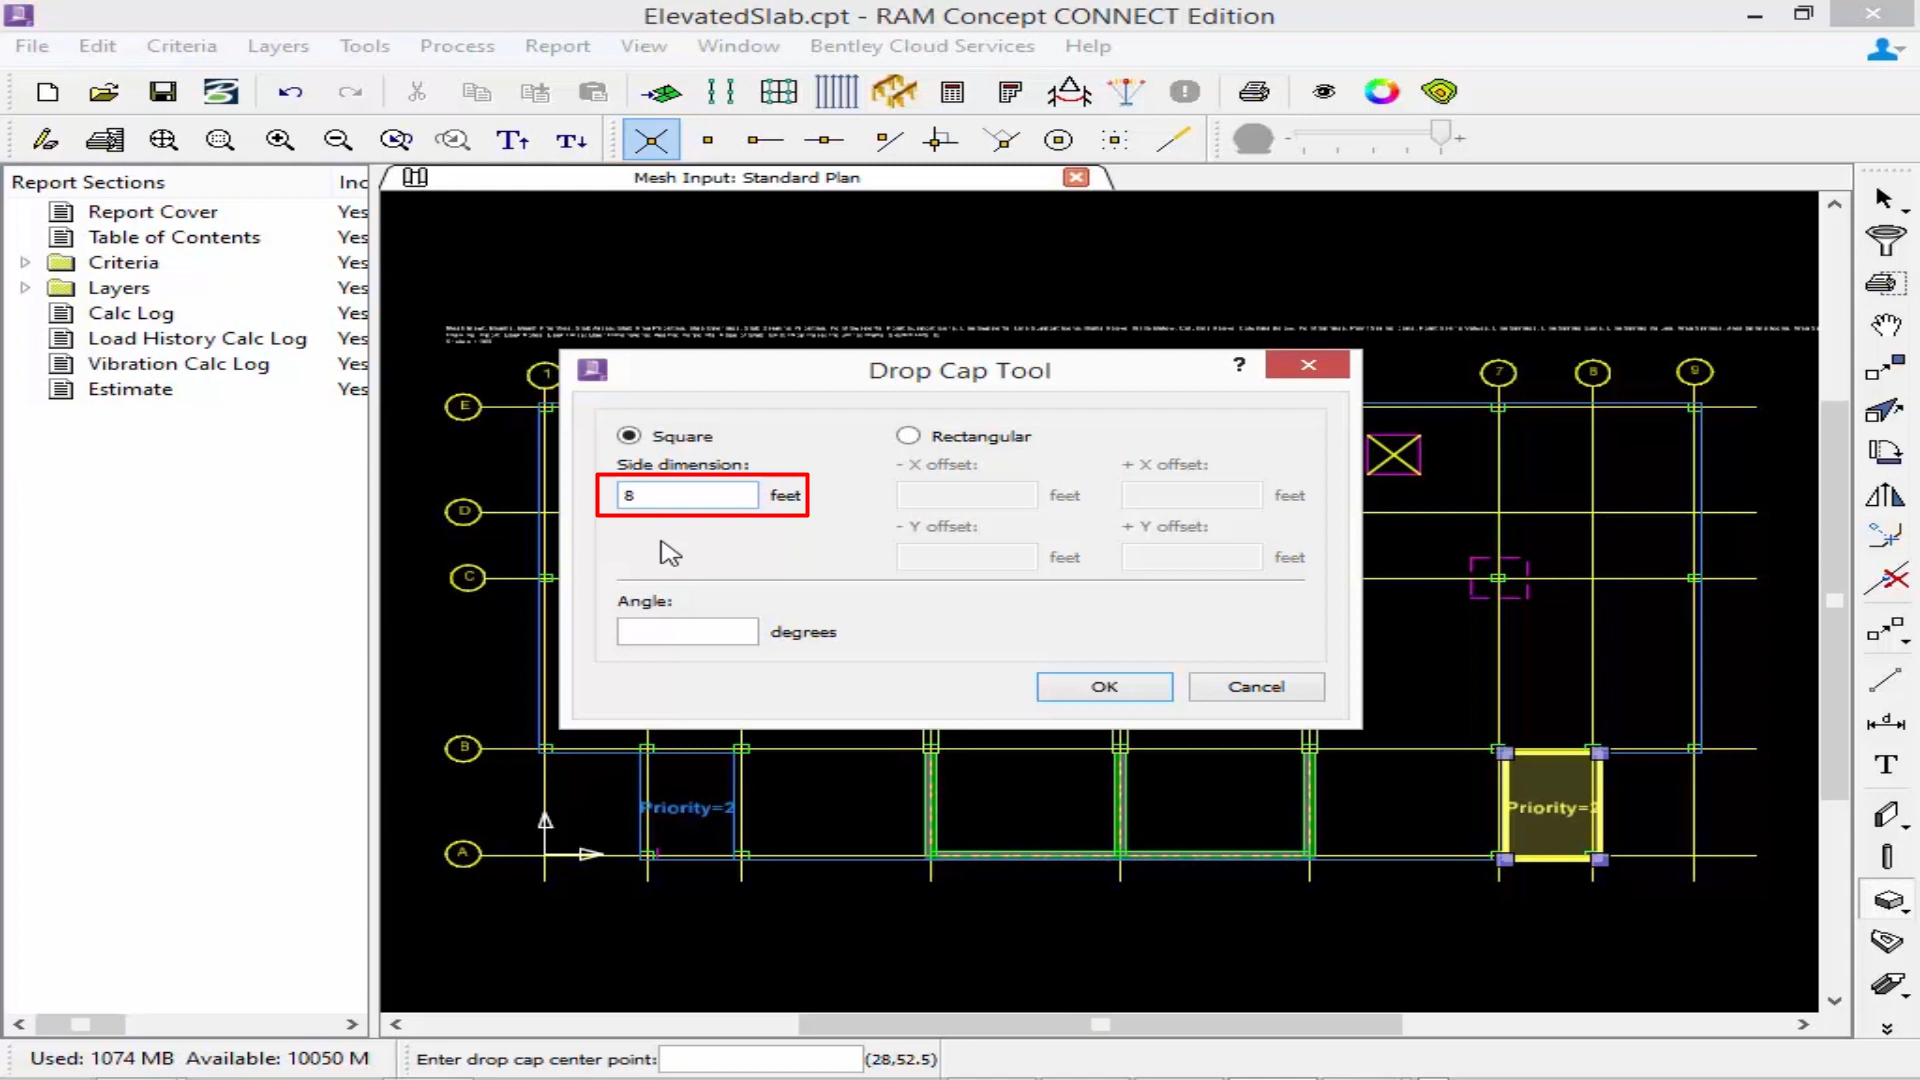 ElevatedSlab.cpt - RAM Concept CONNECT Edition
File Edit Criteria Layers Tools Process Report View Window Bentley Cloud Services Help
Report Sections Inc
Mesh Input: Standard Plan
Report Cover Yes
Table of Contents Yes
Criteria Yes
Layers Yes
Calc Log Yes
Load History Calc Log Yes
Vibration Calc Log Yes
Estimate Yes
Drop Cap Tool
?
Square
Rectangular
Side dimension:
- X offset:
+ X offset:
8 feet
feet
feet
- Y offset:
+ Y offset:
feet
feet
Angle:
degrees
OK
Cancel
1
7
8
9
E
D
C
B
A
Priority=2
Priority=2
T
d
T
Used: 1074 MB Available: 10050 M
Enter drop cap center point:
(28,52.5)